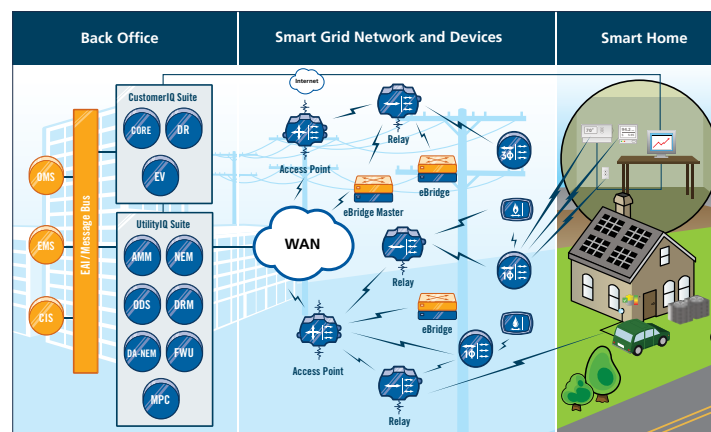 Back Office
Smart Grid Network and Devices
Smart Home
CustomerIQ Suite
CORE
DR
EV
OMS
EMS
CIS
EAI/Message Bus
UtilityIQ Suite
AMM
NEM
ODS
DRM
DA-NEM
FWU
MPC
Internet
Access Point
Relay
3Φ
eBridge
eBridge Master
WAN
Relay
1Φ
eBridge
Access Point
1Φ
Relay